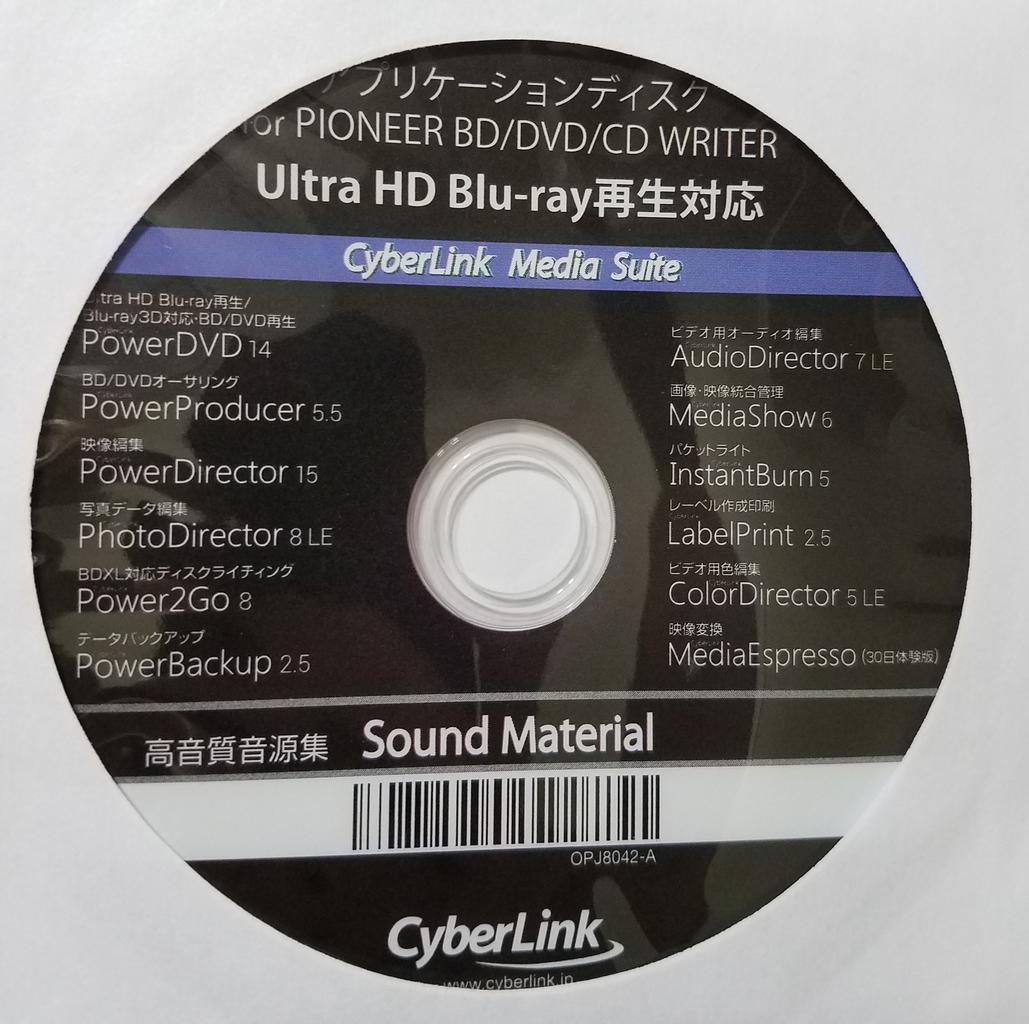 アプリケーションディスク
for PIONEER BD/DVD/CD WRITER
Ultra HD Blu-ray再生対応
CyberLink Media Suite
Ultra HD Blu-ray再生/
Blu-ray3D対応・BD/DVD再生
PowerDVD 14
BD/DVDオーサリング
PowerProducer 5.5
映像編集
PowerDirector 15
写真データ編集
PhotoDirector 8 LE
BDXL対応ディスクライティング
Power2Go 8
データバックアップ
PowerBackup 2.5
ビデオ用オーディオ編集
AudioDirector 7 LE
画像・映像統合管理
MediaShow 6
パケットライト
InstantBurn 5
レーベル作成印刷
LabelPrint 2.5
ビデオ用色編集
ColorDirector 5 LE
映像変換
MediaEspresso (30日体験版)
高音質音源集 Sound Material
OPJ8042-A
CyberLink
www.cyberlink.jp